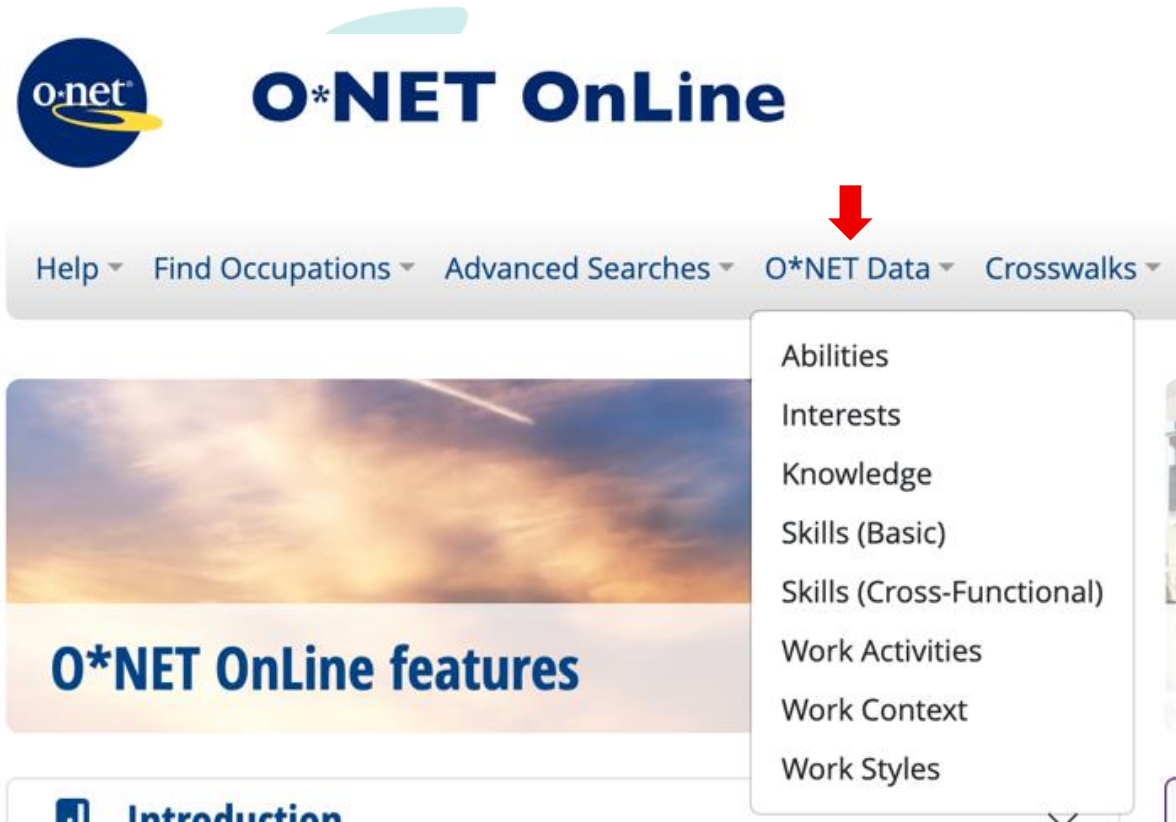 o*net®
O*NET OnLine
Help Find Occupations Advanced Searches O*NET Data Crosswalks
Abilities
Interests
Knowledge
Skills (Basic)
Skills (Cross-Functional)
Work Activities
Work Context
Work Styles
O*NET OnLine features
Introduction